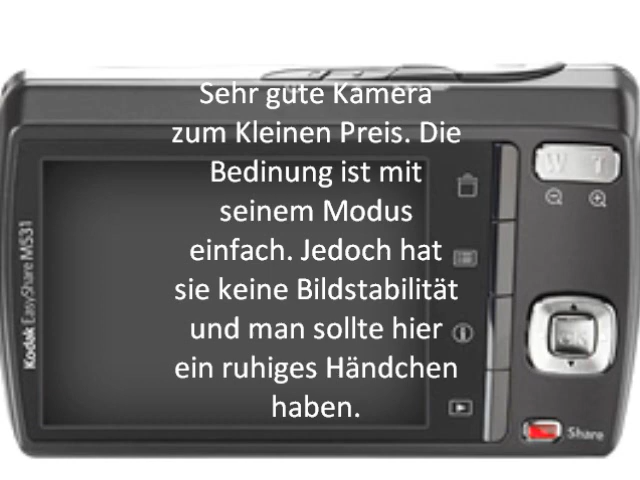 Sehr gute Kamera
zum Kleinen Preis. Die
Bedinung ist mit
seinem Modus
einfach. Jedoch hat
sie keine Bildstabilität
und man sollte hier
ein ruhiges Händchen
haben.
W T
Kodak EasyShare M531
OK
Share